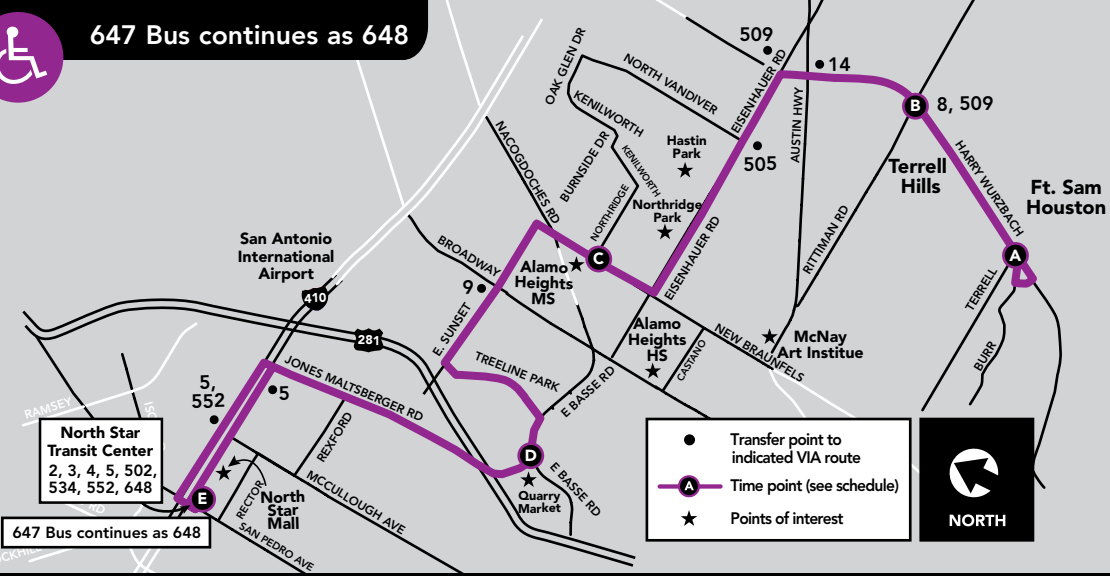 647 Bus continues as 648
509
14
OAK GLEN DR
NORTH VANDIVER
EISENHAUER RD
AUSTIN HWY
B
8, 509
KENILWORTH
NACOGDOCHES RD
BURNSIDE DR
KENILWORTH
Hastin
Park
505
HARRY WURZBACH
Terrell
Hills
Ft. Sam
Houston
NORTHRIDGE
Northridge
Park
EISENHAUER RD
RITTIMAN RD
San Antonio
International
Airport
BROADWAY
C
A
Alamo
Heights
MS
410
9
TERRELL
281
E. SUNSET
Alamo
Heights
HS
NEW BRAUNFELS
McNay
Art Institue
CASTANO
BURR
JONES MALTSBERGER RD
TREELINE PARK
E BASSE RD
5,
552
5
RAMSEY
REXFORD
North Star
Transit Center
2, 3, 4, 5, 502,
534, 552, 648
D
E BASSE RD
Quarry
Market
MCCULLOUGH AVE
RECTOR
North
Star
Mall
E
SAN PEDRO AVE
RD
647 Bus continues as 648
Transfer point to
indicated VIA route
A
Time point (see schedule)
Points of interest
NORTH